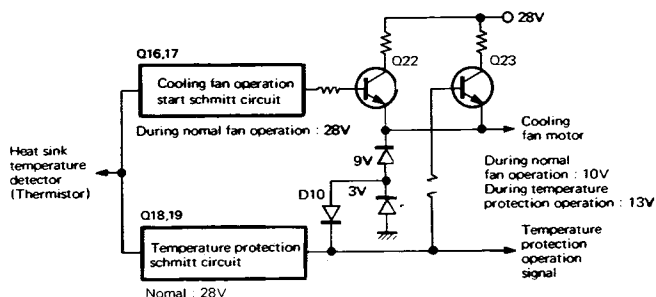 28V
Q22
Q23
Q16,17
Cooling fan operation
start schmitt circuit
During nomal fan operation : 28V
Cooling
fan motor
Heat sink
temperature
detector
(Thermistor)
9V
During nomal
fan operation : 10V
During temperature
protection operation : 13V
D10
3V
Q18,19
Temperature protection
schmitt circuit
Temperature
protection
operation
signal
Nomal : 28V